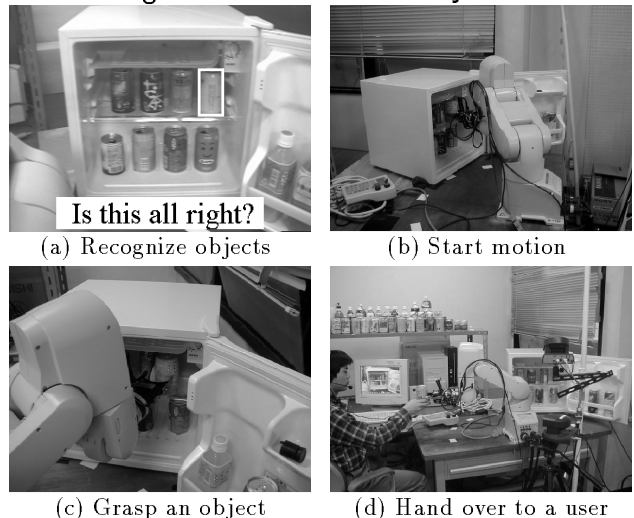 Is this all right?
(a) Recognize objects
(b) Start motion
(c) Grasp an object
(d) Hand over to a user